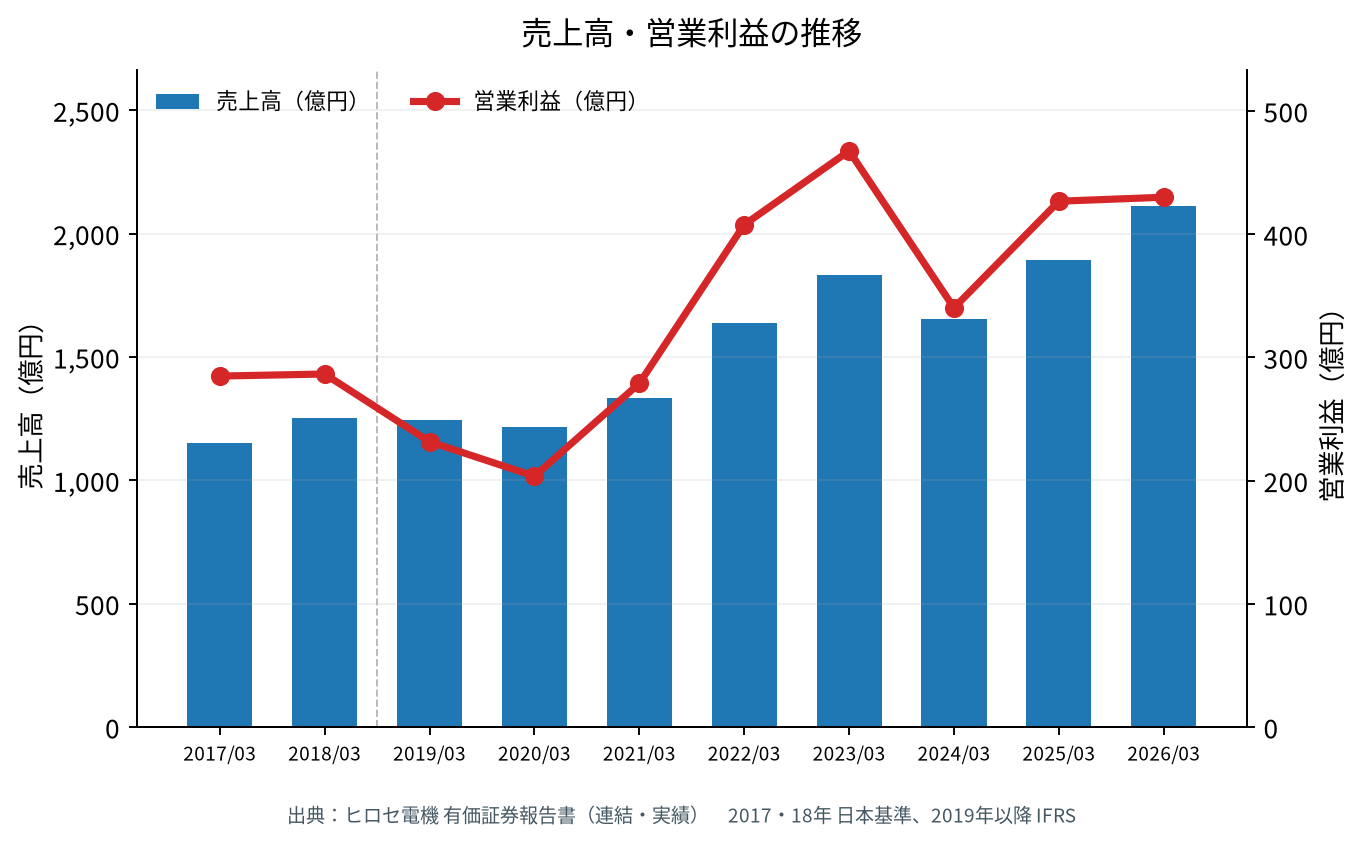 売上高・営業利益の推移
売上高（億円）
営業利益（億円）
2,500
2,000
1,500
1,000
500
0
売上高（億円）
500
400
300
200
100
0
営業利益（億円）
2017/03 2018/03 2019/03 2020/03 2021/03 2022/03 2023/03 2024/03 2025/03 2026/03
出典：ヒロセ電機 有価証券報告書（連結・実績）　2017・18年 日本基準、2019年以降 IFRS